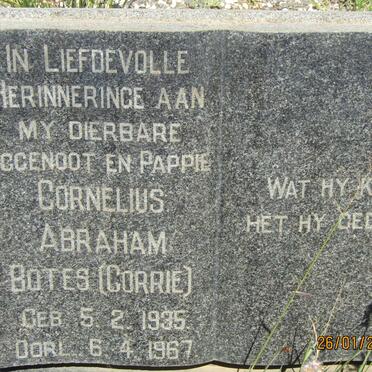 IN LIEFDEVOLLE
HERINNERINGE AAN
MY DIERBARE
EGGENOOT EN PAPPIE
CORNELIUS
ABRAHAM
BOTES (CORRIE)
GEB. 5. 2. 1935
OORL. 6. 4. 1967
WAT HY K
HET HY GED
26/01/2